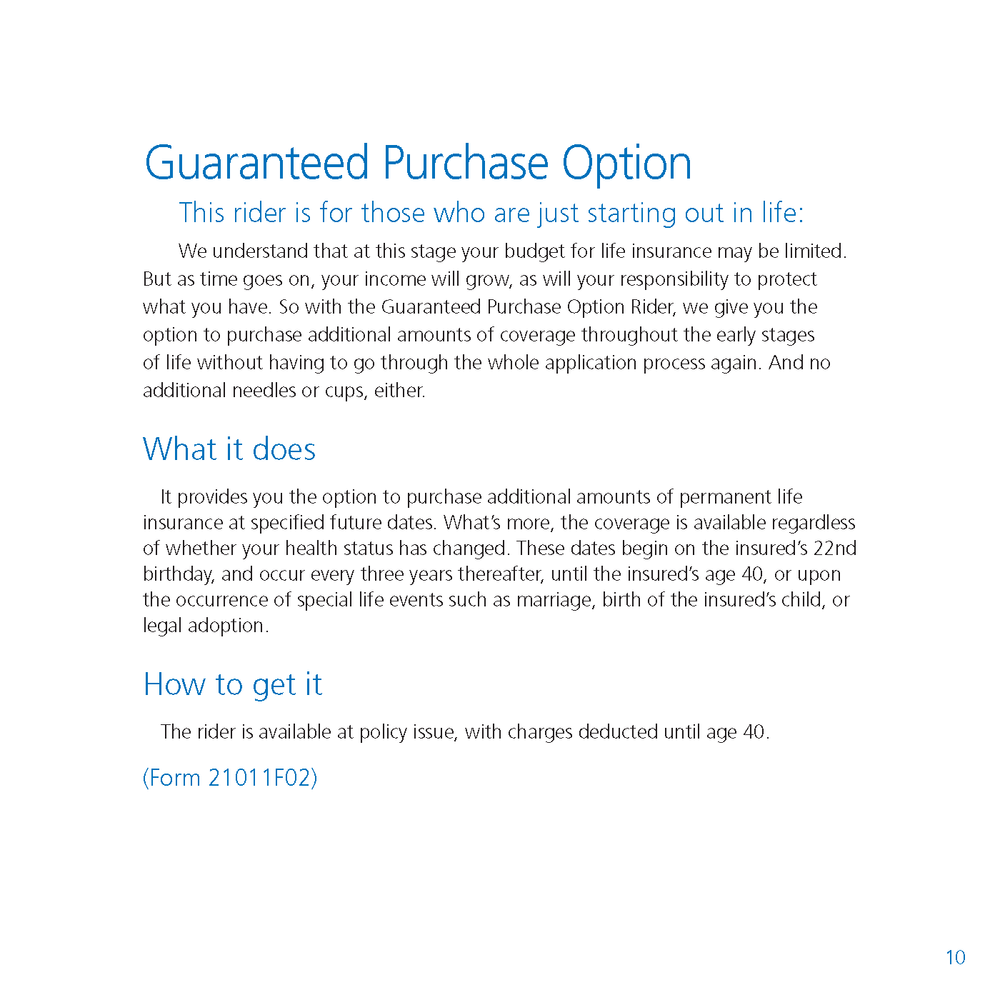 Guaranteed Purchase Option
This rider is for those who are just starting out in life:
We understand that at this stage your budget for life insurance may be limited.
But as time goes on, your income will grow, as will your responsibility to protect
what you have. So with the Guaranteed Purchase Option Rider, we give you the
option to purchase additional amounts of coverage throughout the early stages
of life without having to go through the whole application process again. And no
additional needles or cups, either.
What it does
It provides you the option to purchase additional amounts of permanent life
insurance at specified future dates. What’s more, the coverage is available regardless
of whether your health status has changed. These dates begin on the insured’s 22nd
birthday, and occur every three years thereafter, until the insured’s age 40, or upon
the occurrence of special life events such as marriage, birth of the insured’s child, or
legal adoption.
How to get it
The rider is available at policy issue, with charges deducted until age 40.
(Form 21011F02)
10